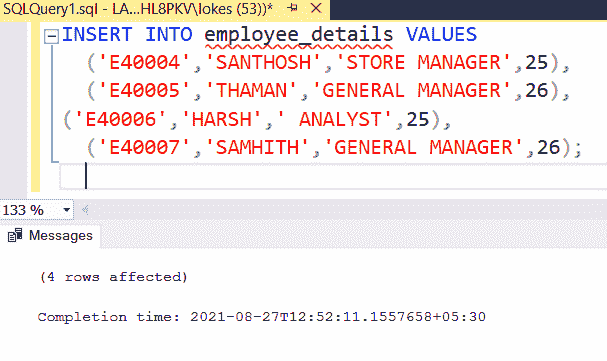 SQLQuery1.sql - LA...HL8PKV\lokes (53))*
INSERT INTO employee_details VALUES
('E40004','SANTHOSH','STORE MANAGER',25),
('E40005','THAMAN','GENERAL MANAGER',26),
('E40006','HARSH',' ANALYST',25),
('E40007','SAMHITH','GENERAL MANAGER',26);
133 %
Messages
(4 rows affected)
Completion time: 2021-08-27T12:52:11.1557658+05:30